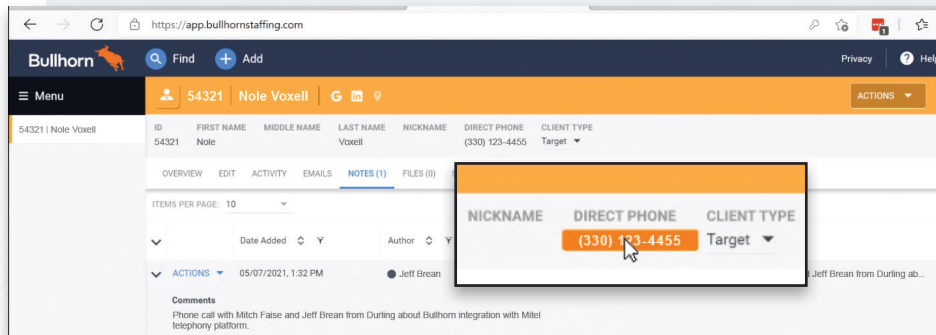 https://app.bullhornstaffing.com
1
Bullhorn Find Add Privacy ? Help
Menu 54321 Nole Voxell G in ACTIONS
54321 | Nole Voxell
ID FIRST NAME MIDDLE NAME LAST NAME NICKNAME DIRECT PHONE CLIENT TYPE
54321 Nole Voxell (330) 123-4455 Target
OVERVIEW EDIT ACTIVITY EMAILS NOTES (1) FILES (0)
NICKNAME DIRECT PHONE CLIENT TYPE
(330) 123-4455 Target
ITEMS PER PAGE: 10
Date Added Author
ACTIONS 05/07/2021, 1:32 PM Jeff Brean Jeff Brean from Durling ab...
Comments
Phone call with Mitch Faise and Jeff Brean from Durling about Bullhorn integration with Mitel
telephony platform.